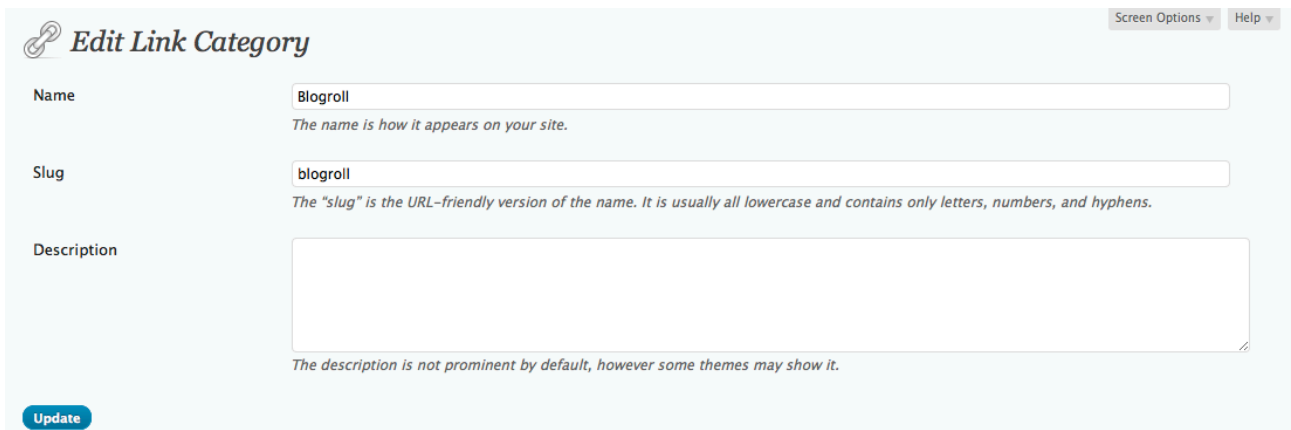 Screen Options Help
Edit Link Category
Name
Blogroll
The name is how it appears on your site.
Slug
blogroll
The “slug” is the URL-friendly version of the name. It is usually all lowercase and contains only letters, numbers, and hyphens.
Description
The description is not prominent by default, however some themes may show it.
Update